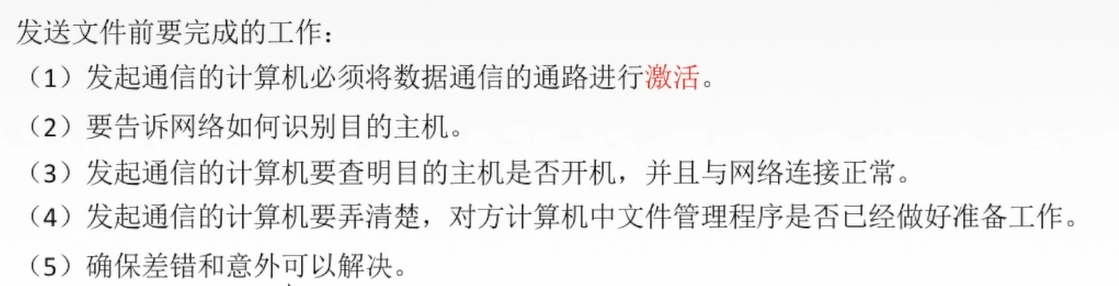 发送文件前要完成的工作：
（1）发起通信的计算机必须将数据通信的通路进行激活。
（2）要告诉网络如何识别目的主机。
（3）发起通信的计算机要查明目的主机是否开机，并且与网络连接正常。
（4）发起通信的计算机要弄清楚，对方计算机中文件管理程序是否已经做好准备工作。
（5）确保差错和意外可以解决。